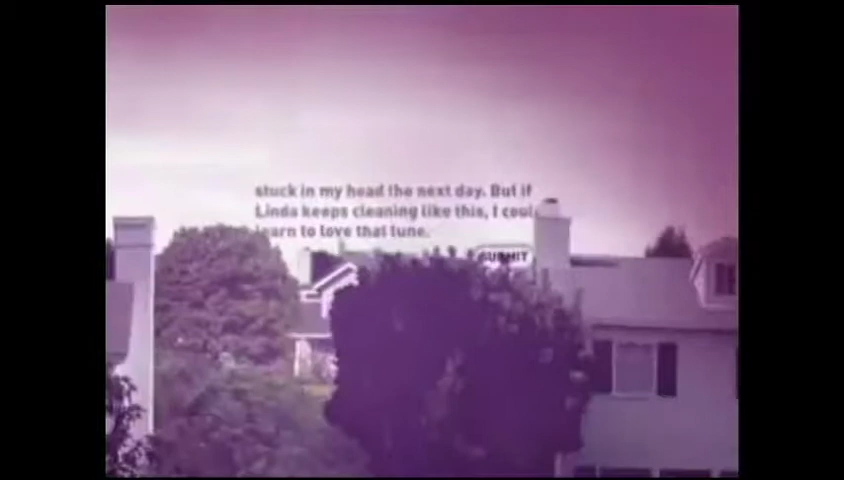 stuck in my head the next day. But if
Linda keeps cleaning like this, I coul
learn to love that tune.
SUBMIT